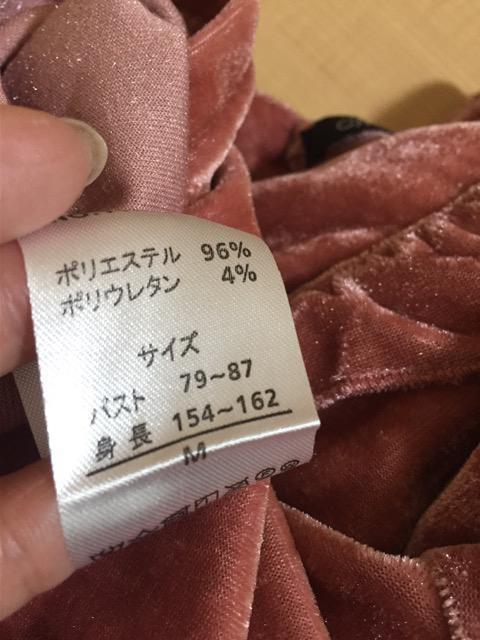 ポリエステル 96%
ポリウレタン 4%
サイズ
バスト 79~87
身長 154~162
M